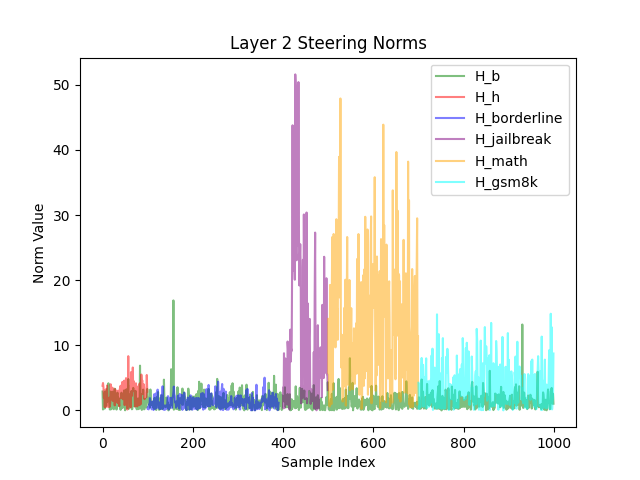 Layer 2 Steering Norms
H_b
H_h
H_borderline
H_jailbreak
H_math
H_gsm8k
Norm Value
50
40
30
20
10
0
0 200 400 600 800 1000
Sample Index